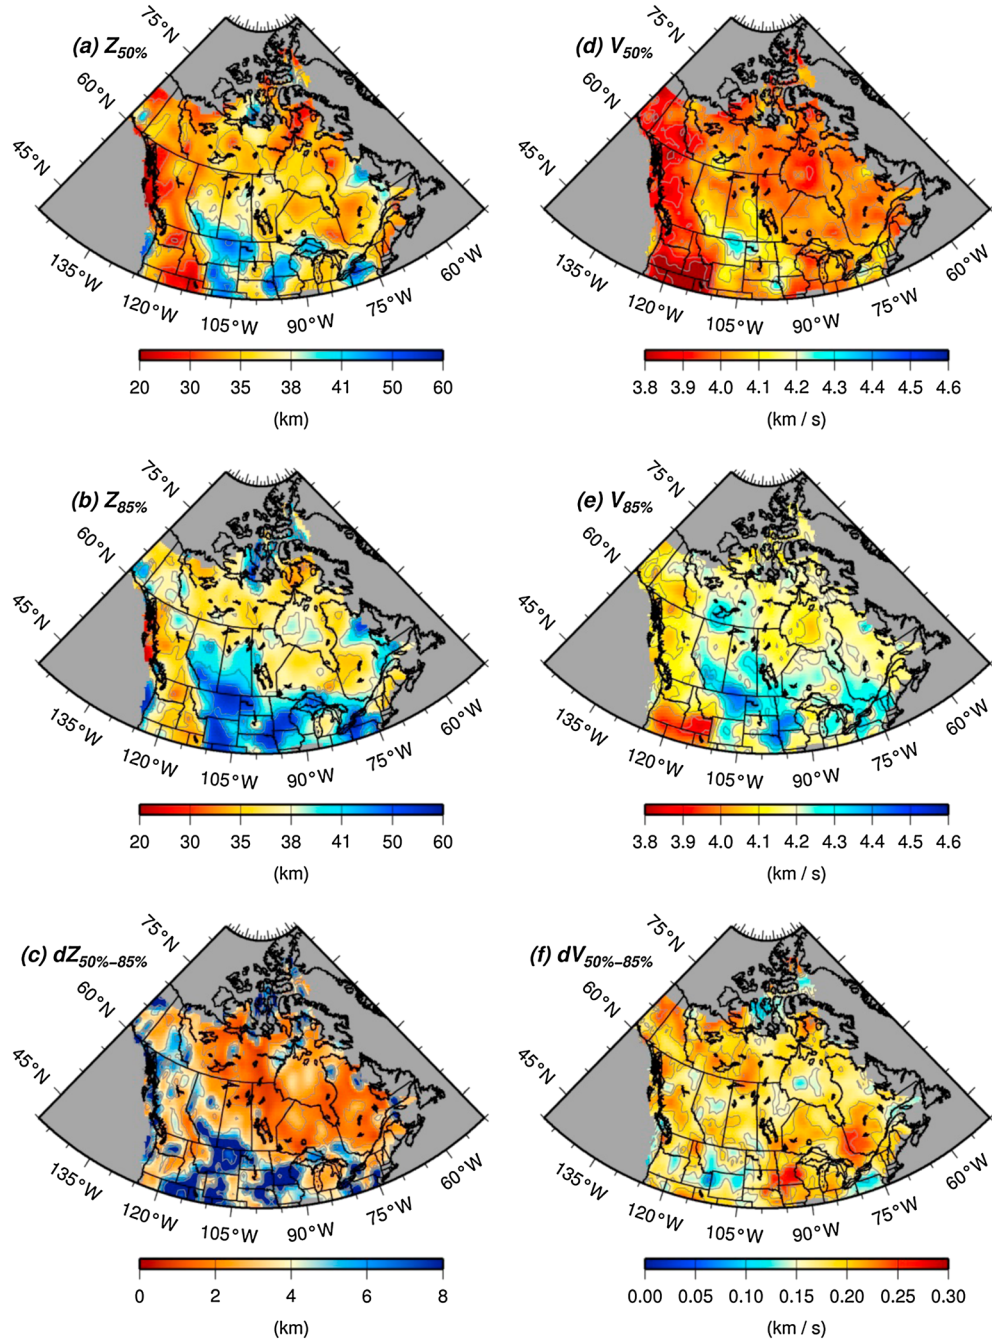 (a) Z50%
75°N
60°N
45°N
135°W
120°W
105°W
90°W
75°W
60°W
20 30 35 38 41 50 60
(km)
(d) V50%
75°N
60°N
45°N
135°W
120°W
105°W
90°W
75°W
60°W
3.8 3.9 4.0 4.1 4.2 4.3 4.4 4.5 4.6
(km / s)
(b) Z85%
75°N
60°N
45°N
135°W
120°W
105°W
90°W
75°W
60°W
20 30 35 38 41 50 60
(km)
(e) V85%
75°N
60°N
45°N
135°W
120°W
105°W
90°W
75°W
60°W
3.8 3.9 4.0 4.1 4.2 4.3 4.4 4.5 4.6
(km / s)
(c) dZ50%−85%
75°N
60°N
45°N
135°W
120°W
105°W
90°W
75°W
60°W
0 2 4 6 8
(km)
(f) dV50%−85%
75°N
60°N
45°N
135°W
120°W
105°W
90°W
75°W
60°W
0.00 0.05 0.10 0.15 0.20 0.25 0.30
(km / s)